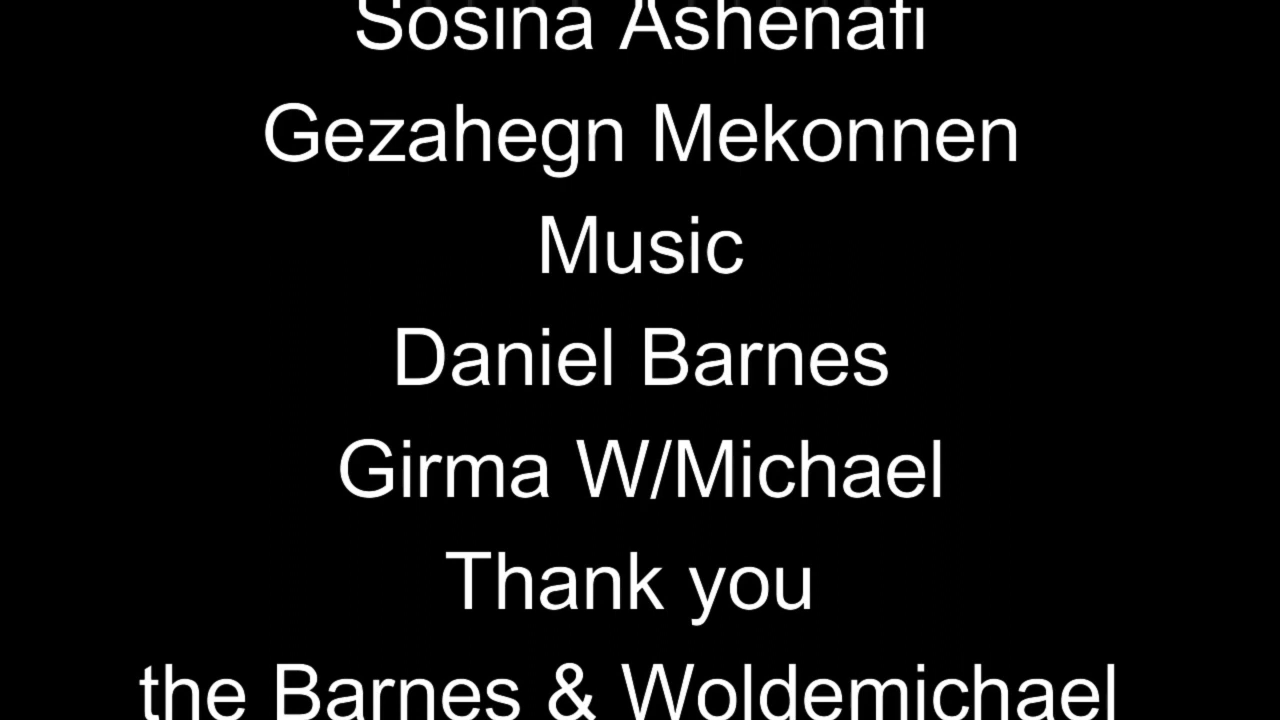 Sosina Ashenafi
Gezahegn Mekonnen
Music
Daniel Barnes
Girma W/Michael
Thank you
the Barnes & Woldemichael